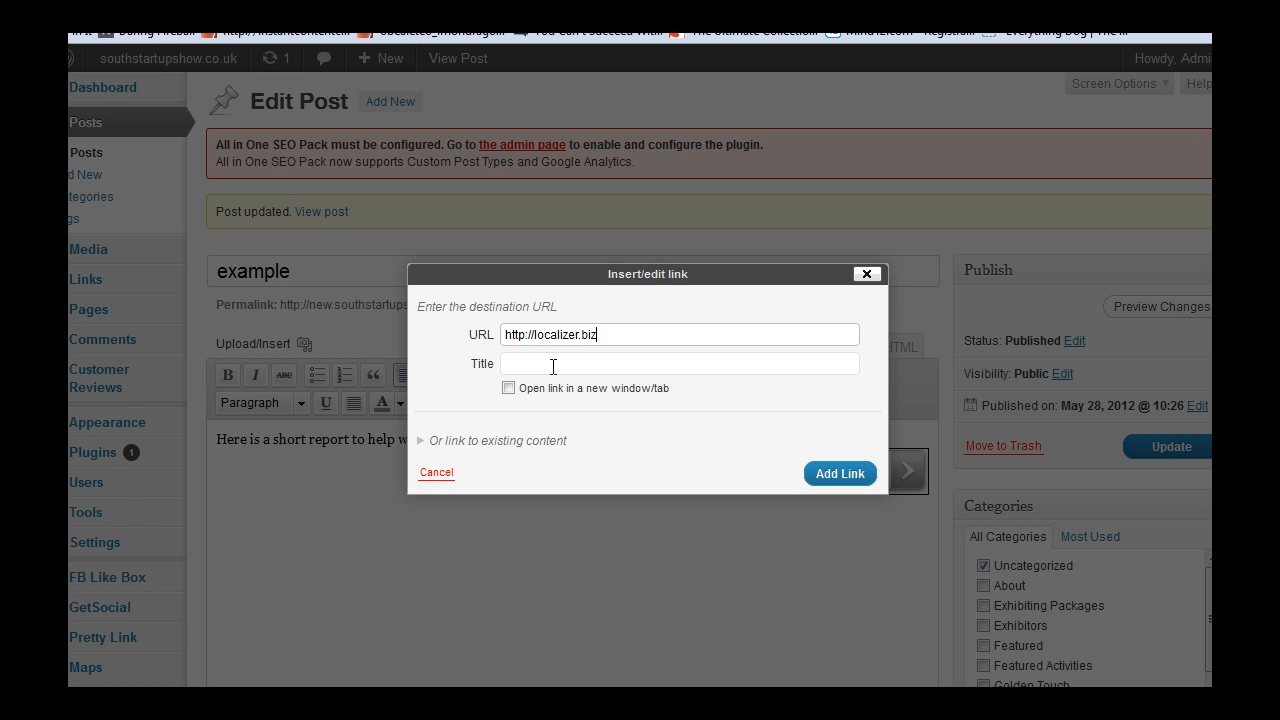 southstartupshow.co.uk 1 New View Post Howdy, Admi
Screen Options Help
Dashboard
Posts
Posts
d New
tegories
gs
Media
Links
Pages
Comments
Customer
Reviews
Appearance
Plugins 1
Users
Tools
Settings
FB Like Box
GetSocial
Pretty Link
Maps
Edit Post Add New
All in One SEO Pack must be configured. Go to the admin page to enable and configure the plugin.
All in One SEO Pack now supports Custom Post Types and Google Analytics.
Post updated. View post
example
Permalink: http://new.southstartups
Upload/Insert
HTML
B I ABC
Paragraph U A
Here is a short report to help w
Insert/edit link
Enter the destination URL
URL http://localizer.biz
Title
Open link in a new window/tab
Or link to existing content
Cancel Add Link
Publish
Preview Changes
Status: Published Edit
Visibility: Public Edit
Published on: May 28, 2012 @ 10:26 Edit
Move to Trash Update
Categories
All Categories Most Used
Uncategorized
About
Exhibiting Packages
Exhibitors
Featured
Featured Activities
Golden Touch